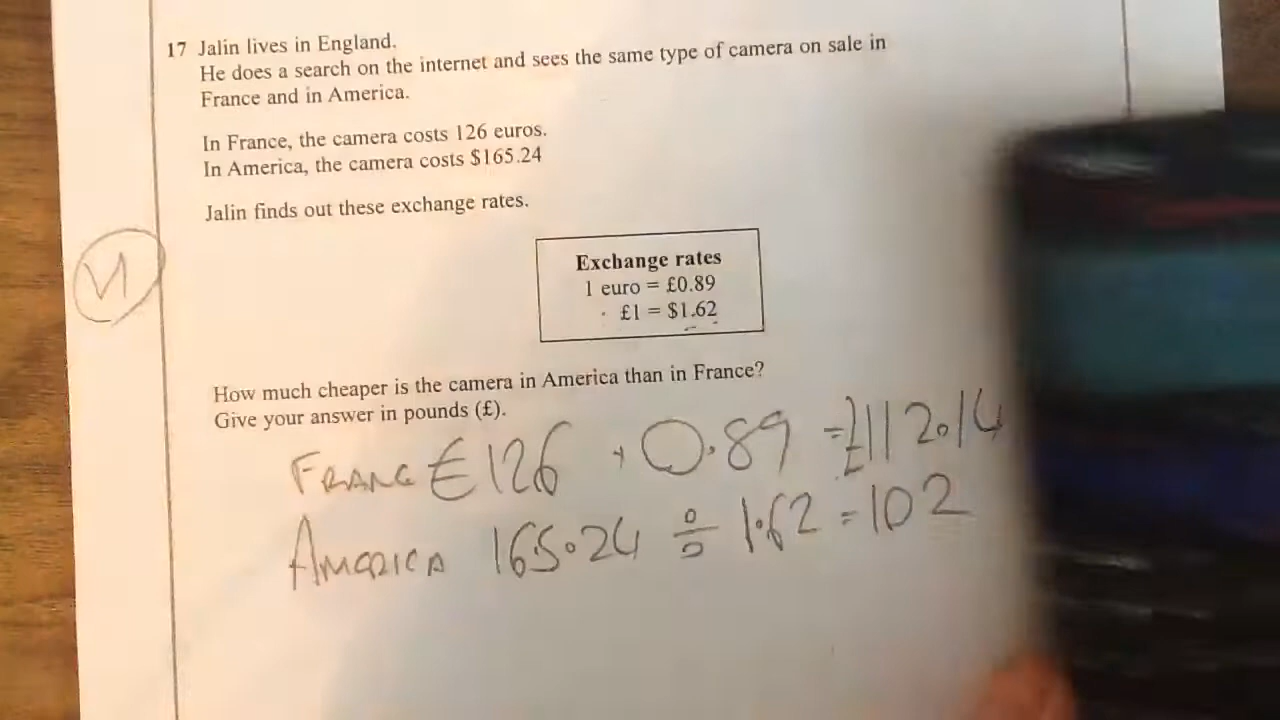 17 Jalin lives in England.
He does a search on the internet and sees the same type of camera on sale in
France and in America.
In France, the camera costs 126 euros.
In America, the camera costs $165.24
Jalin finds out these exchange rates.
Exchange rates
1 euro = £0.89
£1 = $1.62
How much cheaper is the camera in America than in France?
Give your answer in pounds (£).
FRANCE €126 × 0.89 = £112.14
AMERICA 165.24 ÷ 1.62 = 102